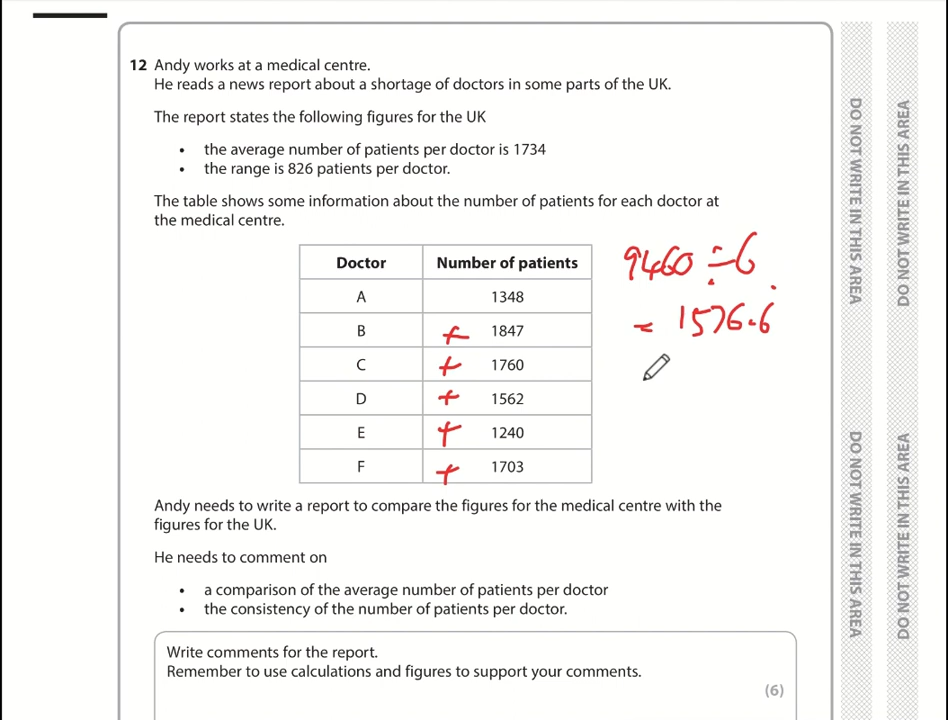 12 Andy works at a medical centre.
He reads a news report about a shortage of doctors in some parts of the UK.
The report states the following figures for the UK
• the average number of patients per doctor is 1734
• the range is 826 patients per doctor.
The table shows some information about the number of patients for each doctor at
the medical centre.
Doctor Number of patients
A 1348
B + 1847
C + 1760
D + 1562
E + 1240
F + 1703
9460 ÷ 6
= 1576.6̇
Andy needs to write a report to compare the figures for the medical centre with the
figures for the UK.
He needs to comment on
• a comparison of the average number of patients per doctor
• the consistency of the number of patients per doctor.
Write comments for the report.
Remember to use calculations and figures to support your comments.
(6)
DO NOT WRITE IN THIS AREA
DO NOT WRITE IN THIS AREA
DO NOT WRITE IN THIS AREA
DO NOT WRITE IN THIS AREA